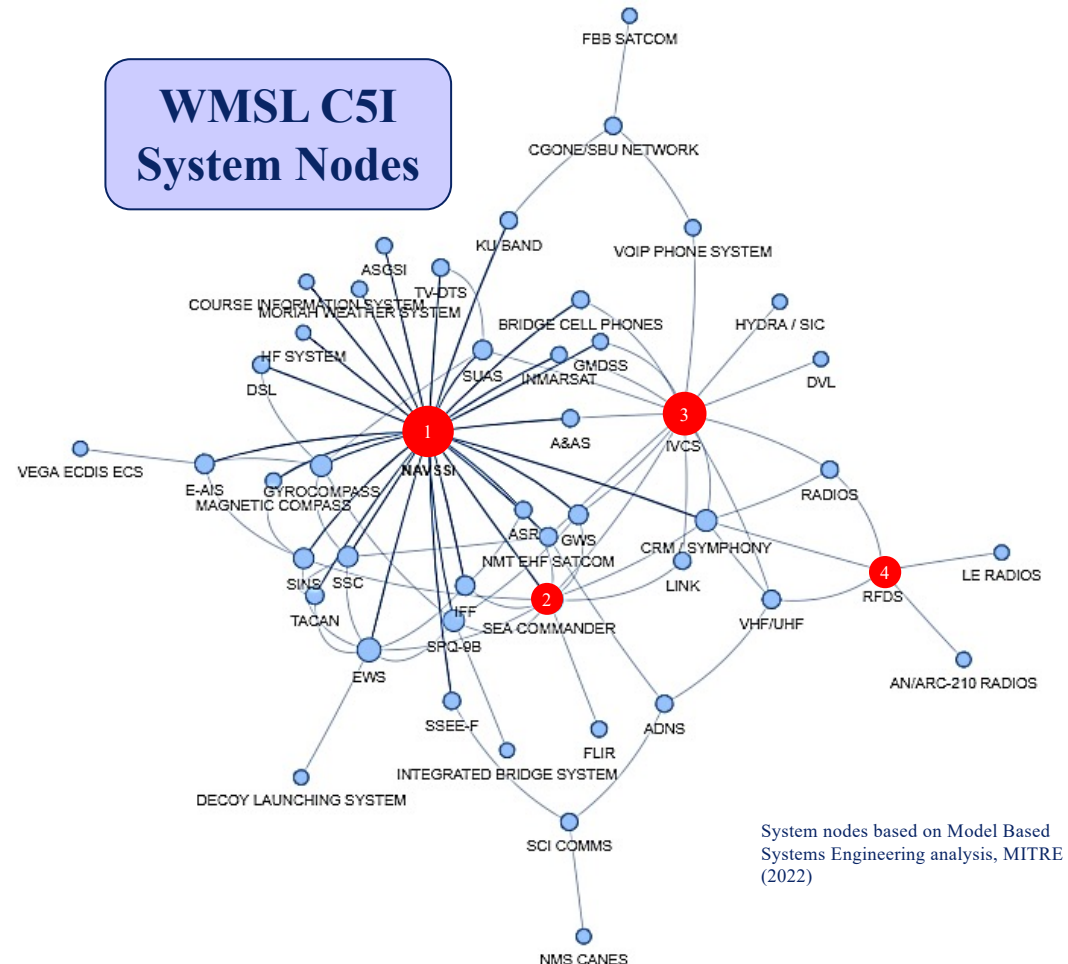 WMSL C5I
System Nodes
FBB SATCOM
CGONE/SBU NETWORK
KU BAND
VOIP PHONE SYSTEM
ASGSI
TV-DTS
COURSE INFORMATION SYSTEM
MORIAH WEATHER SYSTEM
BRIDGE CELL PHONES
HYDRA / SIC
HF SYSTEM
DSL
SUAS
INMARSAT
GMDSS
DVL
1
NAVSSI
A&AS
3
IVCS
VEGA ECDIS ECS
E-AIS
GYROCOMPASS
MAGNETIC COMPASS
RADIOS
ASR
GWS
NMT EHF SATCOM
CRM / SYMPHONY
SINS
SSC
TACAN
IFF
2
SEA COMMANDER
LINK
4
RFDS
LE RADIOS
VHF/UHF
SPQ-9B
EWS
AN/ARC-210 RADIOS
SSEE-F
FLIR
ADNS
INTEGRATED BRIDGE SYSTEM
DECOY LAUNCHING SYSTEM
SCI COMMS
System nodes based on Model Based
Systems Engineering analysis, MITRE
(2022)
NMS CANES